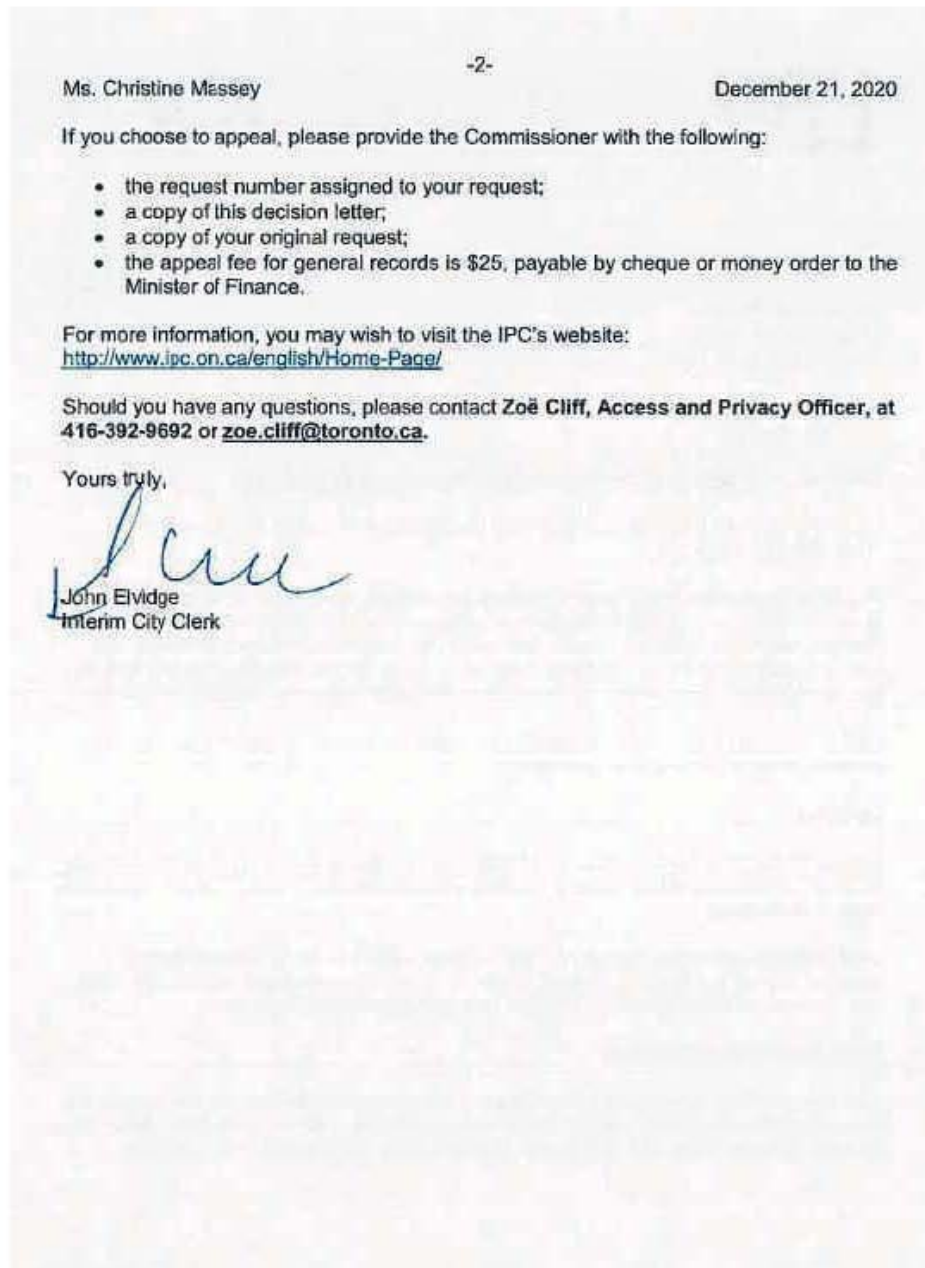 -2-
Ms. Christine Massey December 21, 2020
If you choose to appeal, please provide the Commissioner with the following:
• the request number assigned to your request;
• a copy of this decision letter;
• a copy of your original request;
• the appeal fee for general records is $25, payable by cheque or money order to the
Minister of Finance.
For more information, you may wish to visit the IPC's website:
http://www.ipc.on.ca/english/Home-Page/
Should you have any questions, please contact Zoë Cliff, Access and Privacy Officer, at
416-392-9692 or zoe.cliff@toronto.ca.
Yours truly,
John Elvidge
Interim City Clerk